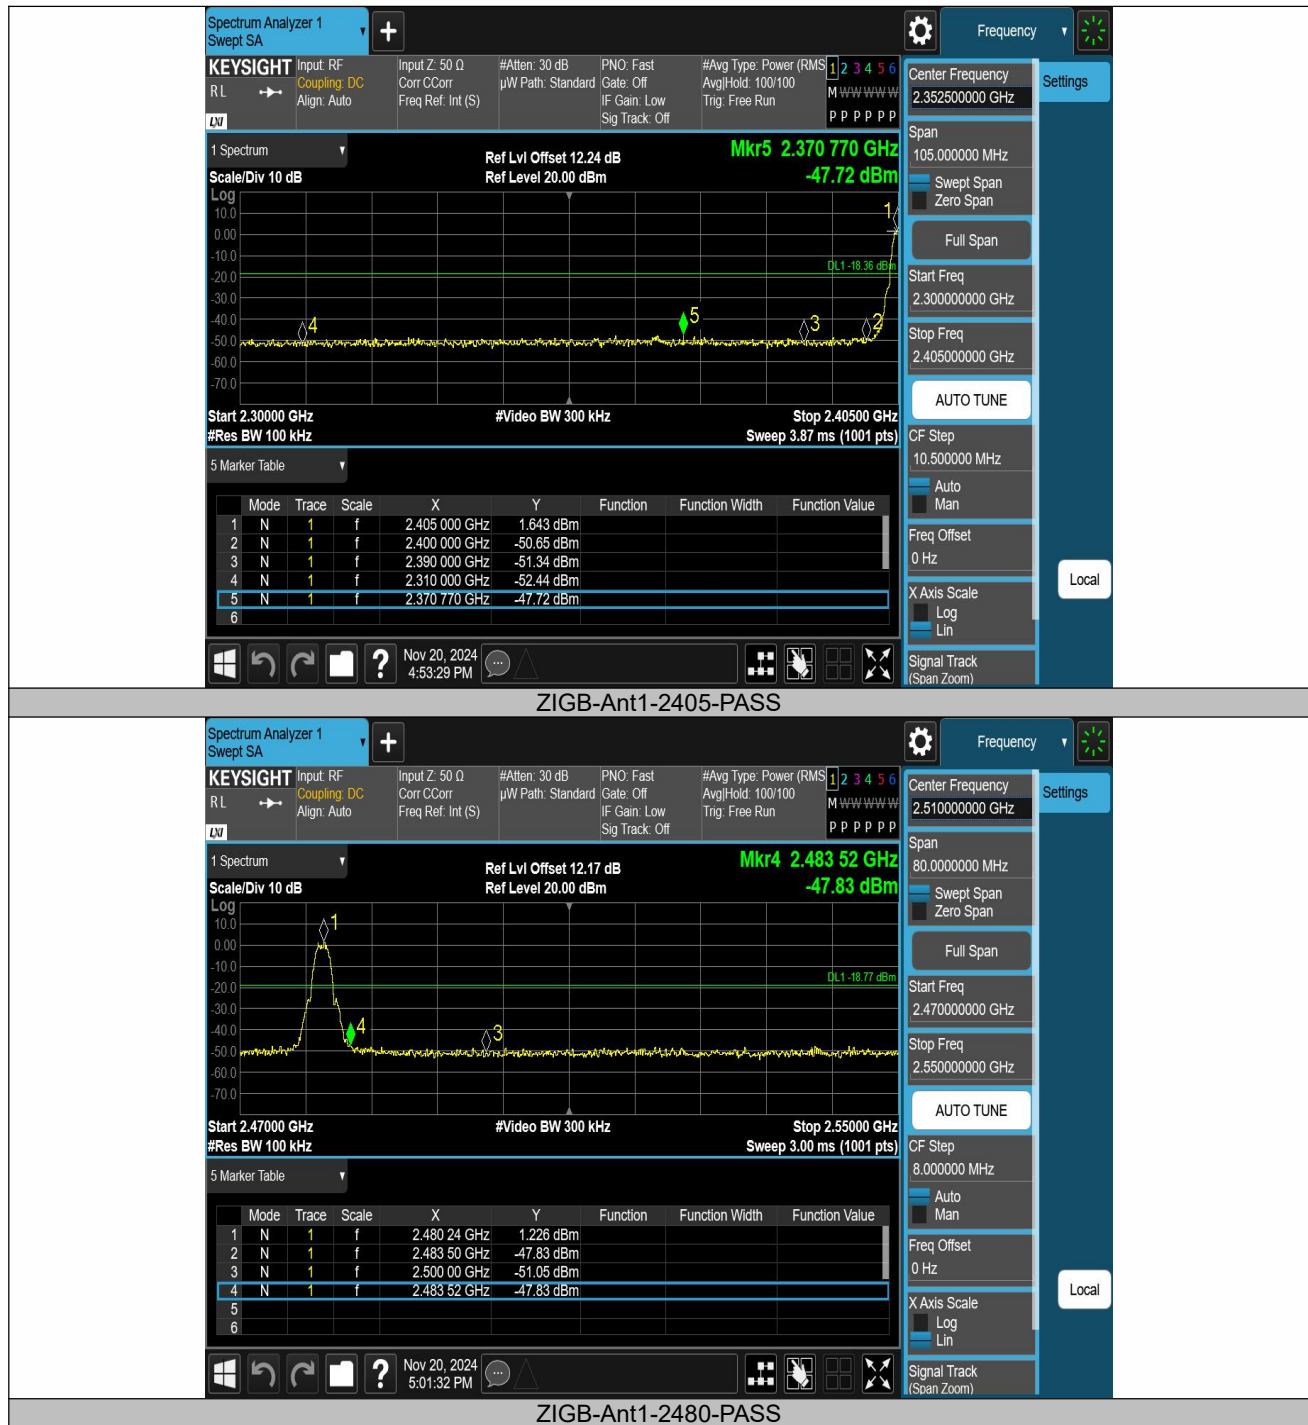 Spectrum Analyzer 1
Swept SA
+
Frequency
KEYSIGHT
RL
LXI
Input: RF
Coupling: DC
Align: Auto
Input Z: 50 Ω
Corr CCorr
Freq Ref: Int (S)
#Atten: 30 dB
µW Path: Standard
PNO: Fast
Gate: Off
IF Gain: Low
Sig Track: Off
#Avg Type: Power (RMS
Avg|Hold: 100/100
Trig: Free Run
1 2 3 4 5 6
M W W W W W
P P P P P P
1 Spectrum
Scale/Div 10 dB
Ref Lvl Offset 12.24 dB
Ref Level 20.00 dBm
Mkr5 2.370 770 GHz
-47.72 dBm
Log
10.0
0.00
-10.0
-20.0
-30.0
-40.0
-50.0
-60.0
-70.0
1
DL1 -18.36 dBm
4
5
3
2
Start 2.30000 GHz
#Res BW 100 kHz
#Video BW 300 kHz
Stop 2.40500 GHz
Sweep 3.87 ms (1001 pts)
5 Marker Table
Mode Trace Scale X Y Function Function Width Function Value
1 N 1 f 2.405 000 GHz 1.643 dBm
2 N 1 f 2.400 000 GHz -50.65 dBm
3 N 1 f 2.390 000 GHz -51.34 dBm
4 N 1 f 2.310 000 GHz -52.44 dBm
5 N 1 f 2.370 770 GHz -47.72 dBm
6
?
Nov 20, 2024
4:53:29 PM
Center Frequency
2.352500000 GHz
Settings
Span
105.000000 MHz
Swept Span
Zero Span
Full Span
Start Freq
2.300000000 GHz
Stop Freq
2.405000000 GHz
AUTO TUNE
CF Step
10.500000 MHz
Auto
Man
Freq Offset
0 Hz
Local
X Axis Scale
Log
Lin
Signal Track
(Span Zoom)
ZIGB-Ant1-2405-PASS
Spectrum Analyzer 1
Swept SA
+
Frequency
KEYSIGHT
RL
LXI
Input: RF
Coupling: DC
Align: Auto
Input Z: 50 Ω
Corr CCorr
Freq Ref: Int (S)
#Atten: 30 dB
µW Path: Standard
PNO: Fast
Gate: Off
IF Gain: Low
Sig Track: Off
#Avg Type: Power (RMS
Avg|Hold: 100/100
Trig: Free Run
1 2 3 4 5 6
M W W W W W
P P P P P P
1 Spectrum
Scale/Div 10 dB
Ref Lvl Offset 12.17 dB
Ref Level 20.00 dBm
Mkr4 2.483 52 GHz
-47.83 dBm
Log
10.0
0.00
-10.0
-20.0
-30.0
-40.0
-50.0
-60.0
-70.0
1
DL1 -18.77 dBm
4
3
Start 2.47000 GHz
#Res BW 100 kHz
#Video BW 300 kHz
Stop 2.55000 GHz
Sweep 3.00 ms (1001 pts)
5 Marker Table
Mode Trace Scale X Y Function Function Width Function Value
1 N 1 f 2.480 24 GHz 1.226 dBm
2 N 1 f 2.483 50 GHz -47.83 dBm
3 N 1 f 2.500 00 GHz -51.05 dBm
4 N 1 f 2.483 52 GHz -47.83 dBm
5
6
?
Nov 20, 2024
5:01:32 PM
Center Frequency
2.510000000 GHz
Settings
Span
80.0000000 MHz
Swept Span
Zero Span
Full Span
Start Freq
2.470000000 GHz
Stop Freq
2.550000000 GHz
AUTO TUNE
CF Step
8.000000 MHz
Auto
Man
Freq Offset
0 Hz
Local
X Axis Scale
Log
Lin
Signal Track
(Span Zoom)
ZIGB-Ant1-2480-PASS